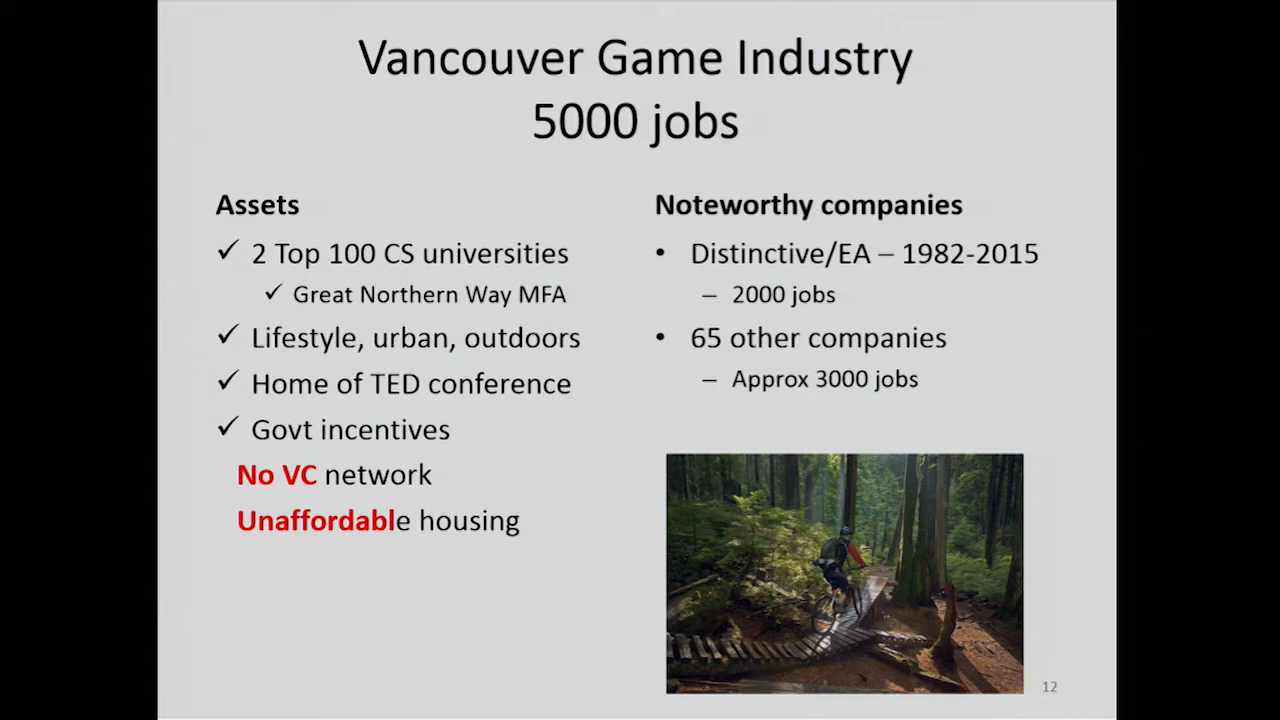 Vancouver Game Industry
5000 jobs
Assets
✓ 2 Top 100 CS universities
✓ Great Northern Way MFA
✓ Lifestyle, urban, outdoors
✓ Home of TED conference
✓ Govt incentives
No VC network
Unaffordable housing
Noteworthy companies
• Distinctive/EA – 1982-2015
– 2000 jobs
• 65 other companies
– Approx 3000 jobs
12